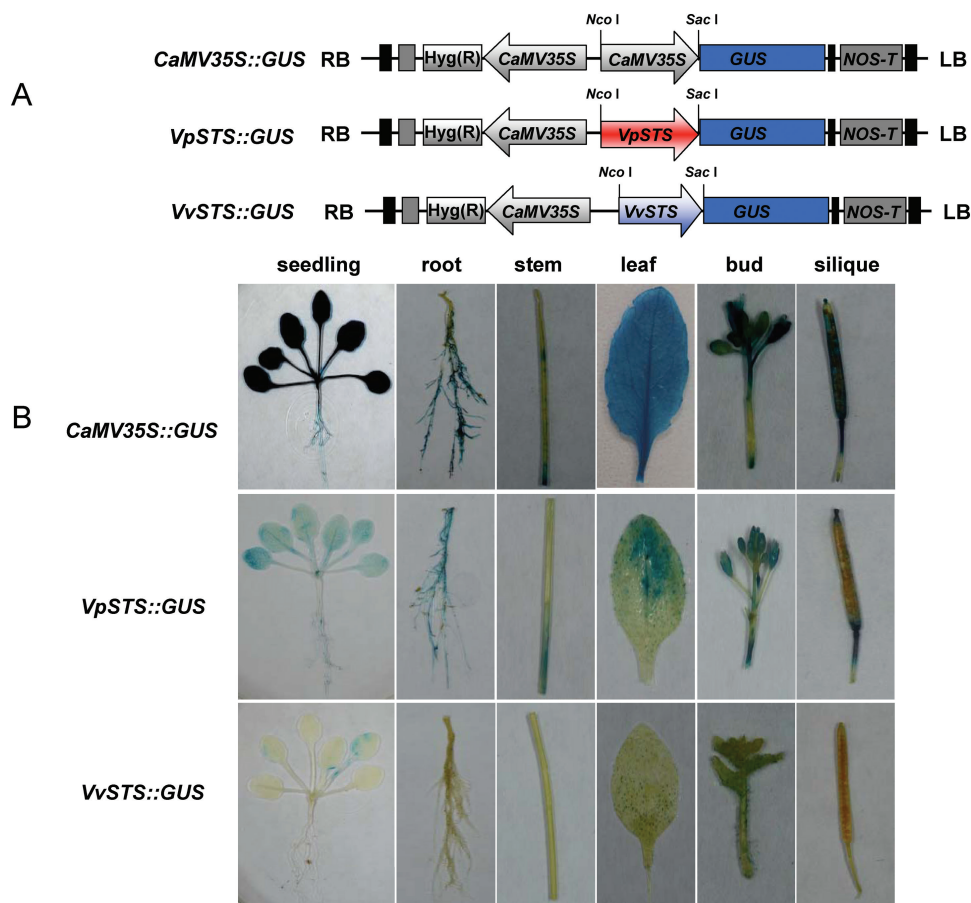 A
Nco I Sac I
CaMV35S::GUS RB Hyg(R) CaMV35S CaMV35S GUS NOS-T LB
Nco I Sac I
VpSTS::GUS RB Hyg(R) CaMV35S VpSTS GUS NOS-T LB
Nco I Sac I
VvSTS::GUS RB Hyg(R) CaMV35S VvSTS GUS NOS-T LB
seedling root stem leaf bud silique
B
CaMV35S::GUS
VpSTS::GUS
VvSTS::GUS